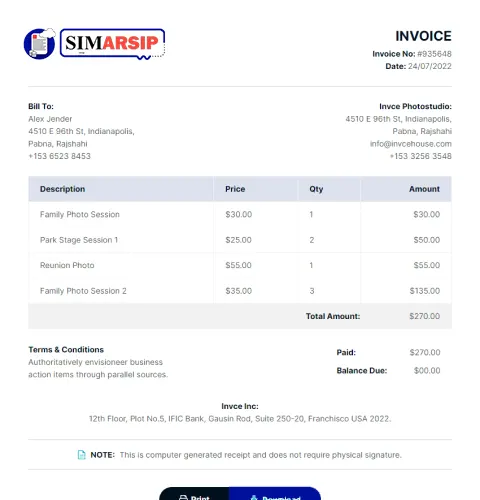 SIMARSIP
INVOICE
Invce No: #935648
Date: 24/07/2022
Bill To:
Alex Jender
4510 E 96th St, Indianapolis,
Pabna, Rajshahi
+153 6523 8453
Invce Photostudio:
4510 E 96th St, Indianapolis,
Pabna, Rajshahi
info@invcehouse.com
+153 3256 3548
Description Price Qty Amount
Family Photo Session $30.00 1 $30.00
Park Stage Session 1 $25.00 2 $50.00
Reunion Photo $55.00 1 $55.00
Family Photo Session 2 $35.00 3 $135.00
Total Amount: $270.00
Terms & Conditions
Authoritatively envisioneer business
action items through parallel sources.
Paid: $270.00
Balance Due: $00.00
Invce Inc:
12th Floor, Plot No.5, IFIC Bank, Gausin Rod, Suite 250-20, Franchisco USA 2022.
NOTE: This is computer generated receipt and does not require physical signature.
Print Download